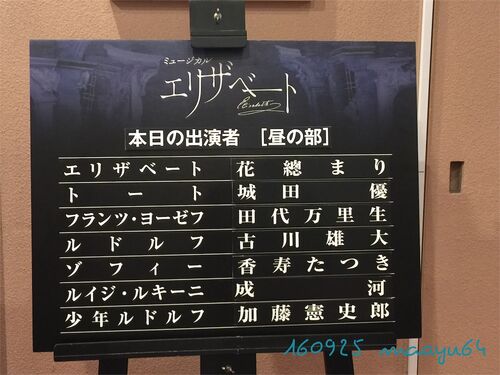 ミュージカル
エリザベート
Elisabeth
本日の出演者 [昼の部]
エリザベート 花總まり
トート 城田優
フランツ・ヨーゼフ 田代万里生
ルドルフ 古川雄大
ゾフィー 香寿たつき
ルイジ・ルキーニ 成河
少年ルドルフ 加藤憲史郎
160925 maoyu64